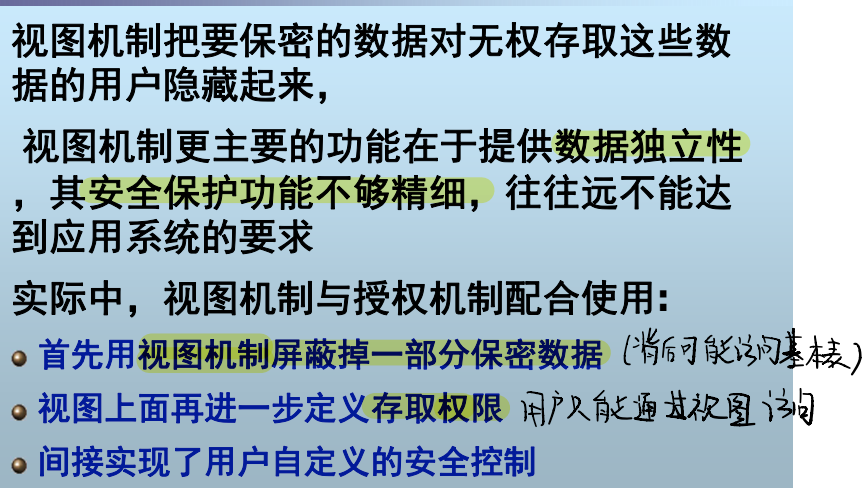 视图机制把要保密的数据对无权存取这些数
据的用户隐藏起来，
视图机制更主要的功能在于提供数据独立性
，其安全保护功能不够精细，往往远不能达
到应用系统的要求
实际中，视图机制与授权机制配合使用：
首先用视图机制屏蔽掉一部分保密数据 (背后可能访问基本表)
视图上面再进一步定义存取权限 用户只能通过视图访问
间接实现了用户自定义的安全控制